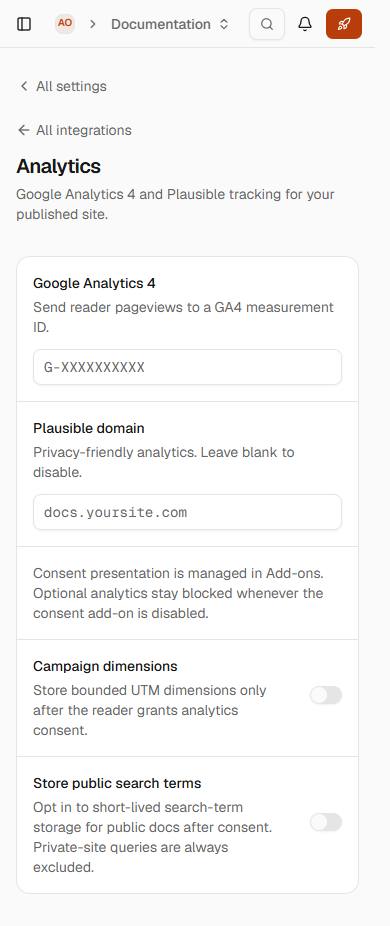 AO Documentation
All settings
All integrations
Analytics
Google Analytics 4 and Plausible tracking for your
published site.
Google Analytics 4
Send reader pageviews to a GA4 measurement
ID.
G-XXXXXXXXXX
Plausible domain
Privacy-friendly analytics. Leave blank to
disable.
docs.yoursite.com
Consent presentation is managed in Add-ons.
Optional analytics stay blocked whenever the
consent add-on is disabled.
Campaign dimensions
Store bounded UTM dimensions only
after the reader grants analytics
consent.
Store public search terms
Opt in to short-lived search-term
storage for public docs after consent.
Private-site queries are always
excluded.